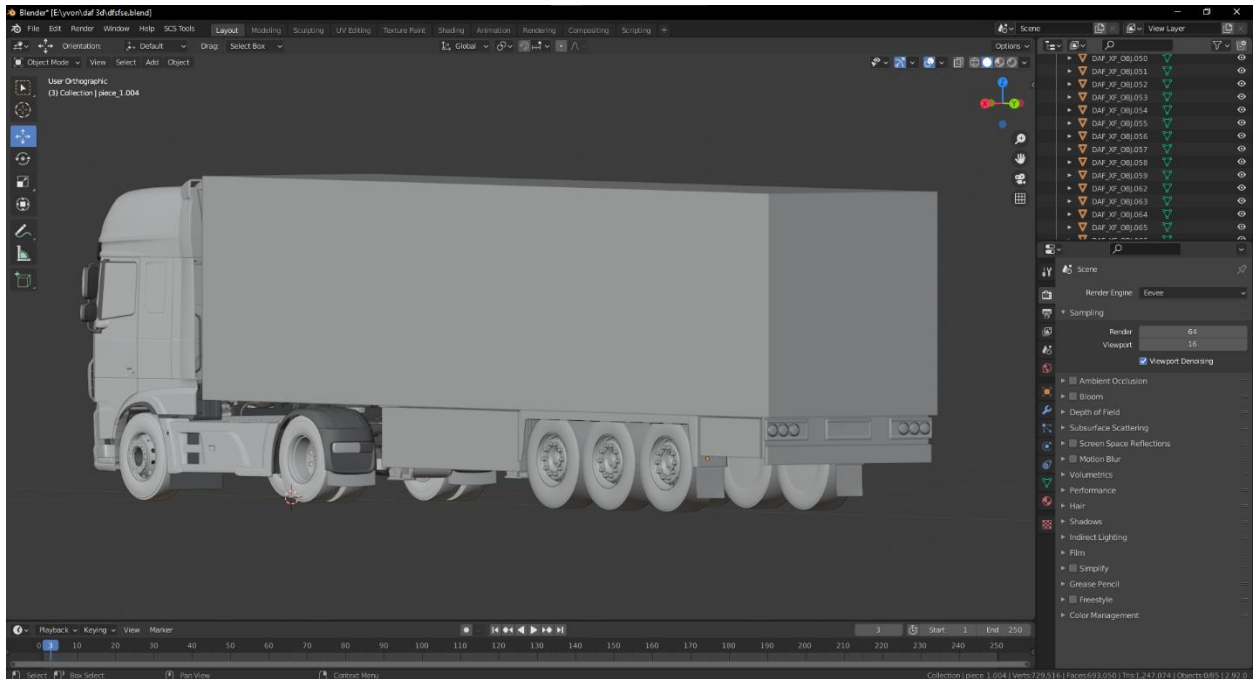 Blender* [E:\yvon\daf 3d\dfsfse.blend]
File Edit Render Window Help SCS Tools Layout Modeling Sculpting UV Editing Texture Paint Shading Animation Rendering Compositing Scripting + Scene View Layer
Orientation: Default Drag: Select Box Global Options
Object Mode View Select Add Object
User Orthographic
(3) Collection | piece_1.004
Z
X
Y
DAF_XF_OBJ.050
DAF_XF_OBJ.051
DAF_XF_OBJ.052
DAF_XF_OBJ.053
DAF_XF_OBJ.054
DAF_XF_OBJ.055
DAF_XF_OBJ.056
DAF_XF_OBJ.057
DAF_XF_OBJ.058
DAF_XF_OBJ.059
DAF_XF_OBJ.062
DAF_XF_OBJ.063
DAF_XF_OBJ.064
DAF_XF_OBJ.065
Scene
Render Engine Eevee
Sampling
Render 64
Viewport 16
Viewport Denoising
Ambient Occlusion
Bloom
Depth of Field
Subsurface Scattering
Screen Space Reflections
Motion Blur
Volumetrics
Performance
Hair
Shadows
Indirect Lighting
Film
Simplify
Grease Pencil
Freestyle
Color Management
Playback Keying View Marker 3 Start 1 End 250
0 3 10 20 30 40 50 60 70 80 90 100 110 120 130 140 150 160 170 180 190 200 210 220 230 240 250
Select Box Select Pan View Context Menu Collection | piece_1.004 | Verts:729,516 | Faces:693,050 | Tris:1,247,074 | Objects:0/85 | 2.92.0